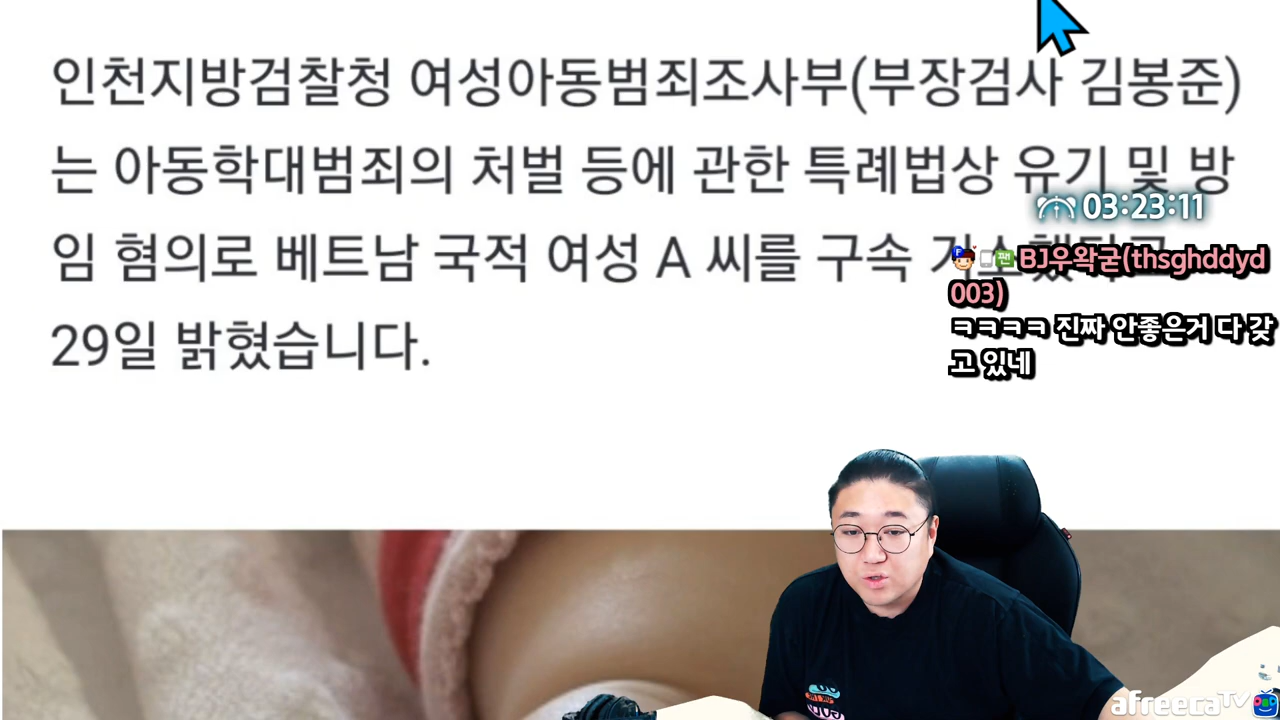 인천지방검찰청 여성아동범죄조사부(부장검사 김봉준)
는 아동학대범죄의 처벌 등에 관한 특례법상 유기 및 방
임 혐의로 베트남 국적 여성 A 씨를 구속
29일 밝혔습니다.
03:23:11
BJ우왁굳(thsghddyd
003)
ㅋㅋㅋㅋ 진짜 안좋은거 다 갖
고 있네
afreecaTV